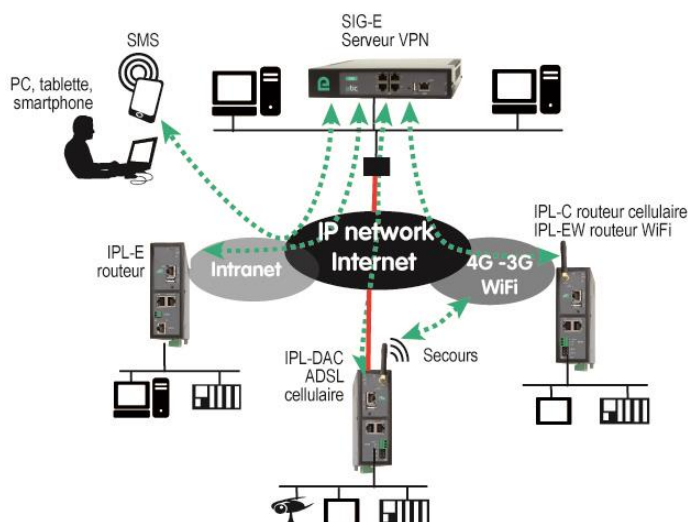 SIG-E
Serveur VPN
SMS
PC, tablette,
smartphone
IP network
Internet
Intranet
4G -3G
WiFi
IPL-E
routeur
IPL-C routeur cellulaire
IPL-EW routeur WiFi
IPL-DAC
ADSL
cellulaire
Secours